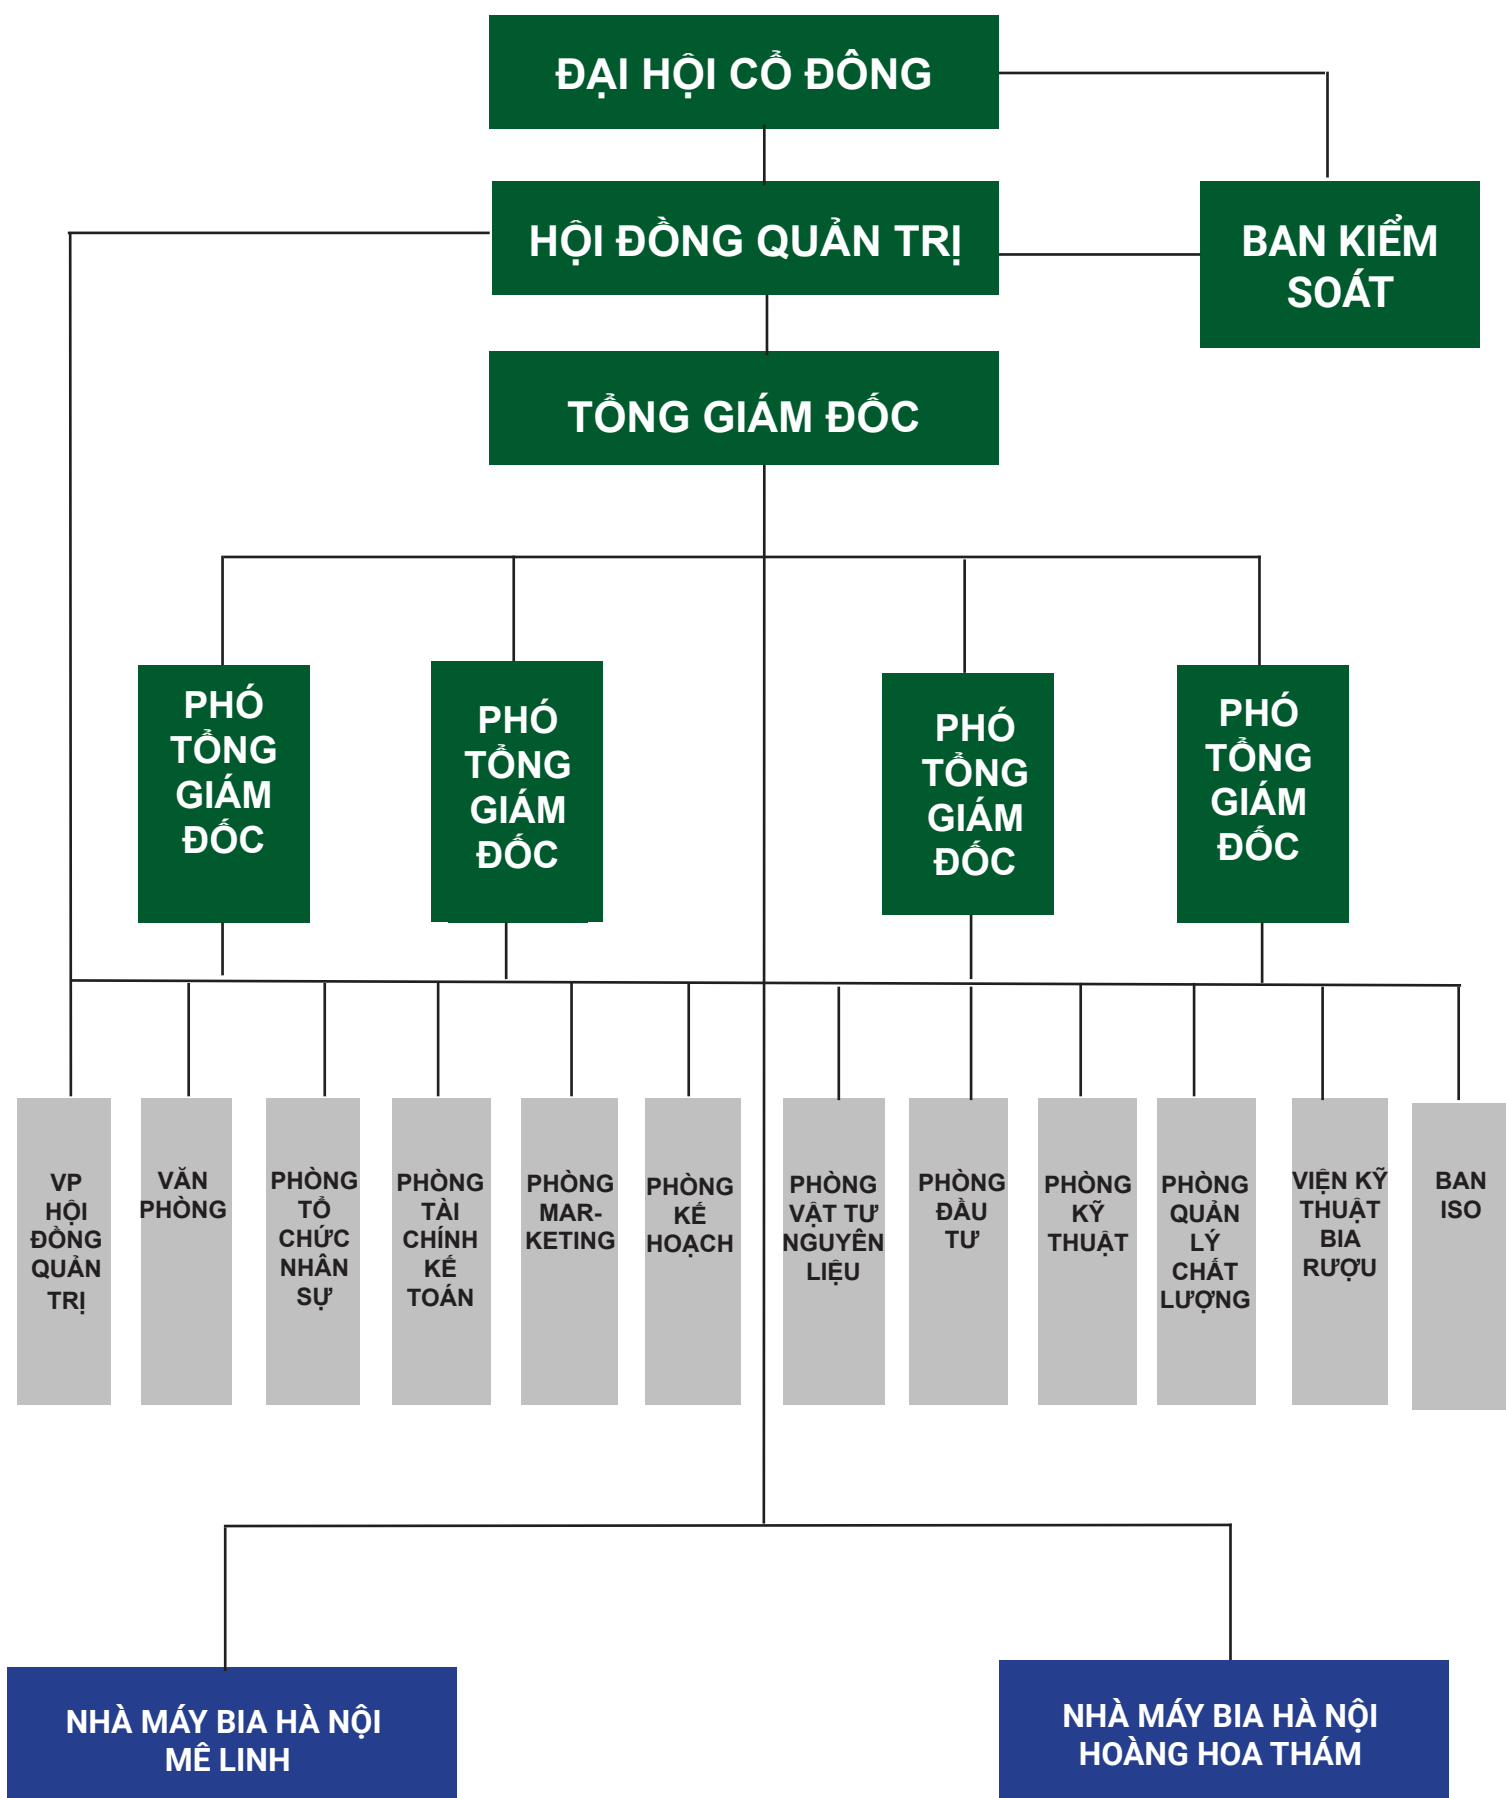 ĐẠI HỘI CỔ ĐÔNG
HỘI ĐỒNG QUẢN TRỊ
BAN KIỂM
SOÁT
TỔNG GIÁM ĐỐC
PHÓ
TỔNG
GIÁM
ĐỐC
PHÓ
TỔNG
GIÁM
ĐỐC
PHÓ
TỔNG
GIÁM
ĐỐC
PHÓ
TỔNG
GIÁM
ĐỐC
VP
HỘI
ĐỒNG
QUẢN
TRỊ
VĂN
PHÒNG
PHÒNG
TỔ
CHỨC
NHÂN
SỰ
PHÒNG
TÀI
CHÍNH
KẾ
TOÁN
PHÒNG
MAR-
KETING
PHÒNG
KẾ
HOẠCH
PHÒNG
VẬT TƯ
NGUYÊN
LIỆU
PHÒNG
ĐẦU
TƯ
PHÒNG
KỸ
THUẬT
PHÒNG
QUẢN
LÝ
CHẤT
LƯỢNG
VIỆN KỸ
THUẬT
BIA
RƯỢU
BAN
ISO
NHÀ MÁY BIA HÀ NỘI
MÊ LINH
NHÀ MÁY BIA HÀ NỘI
HOÀNG HOA THÁM